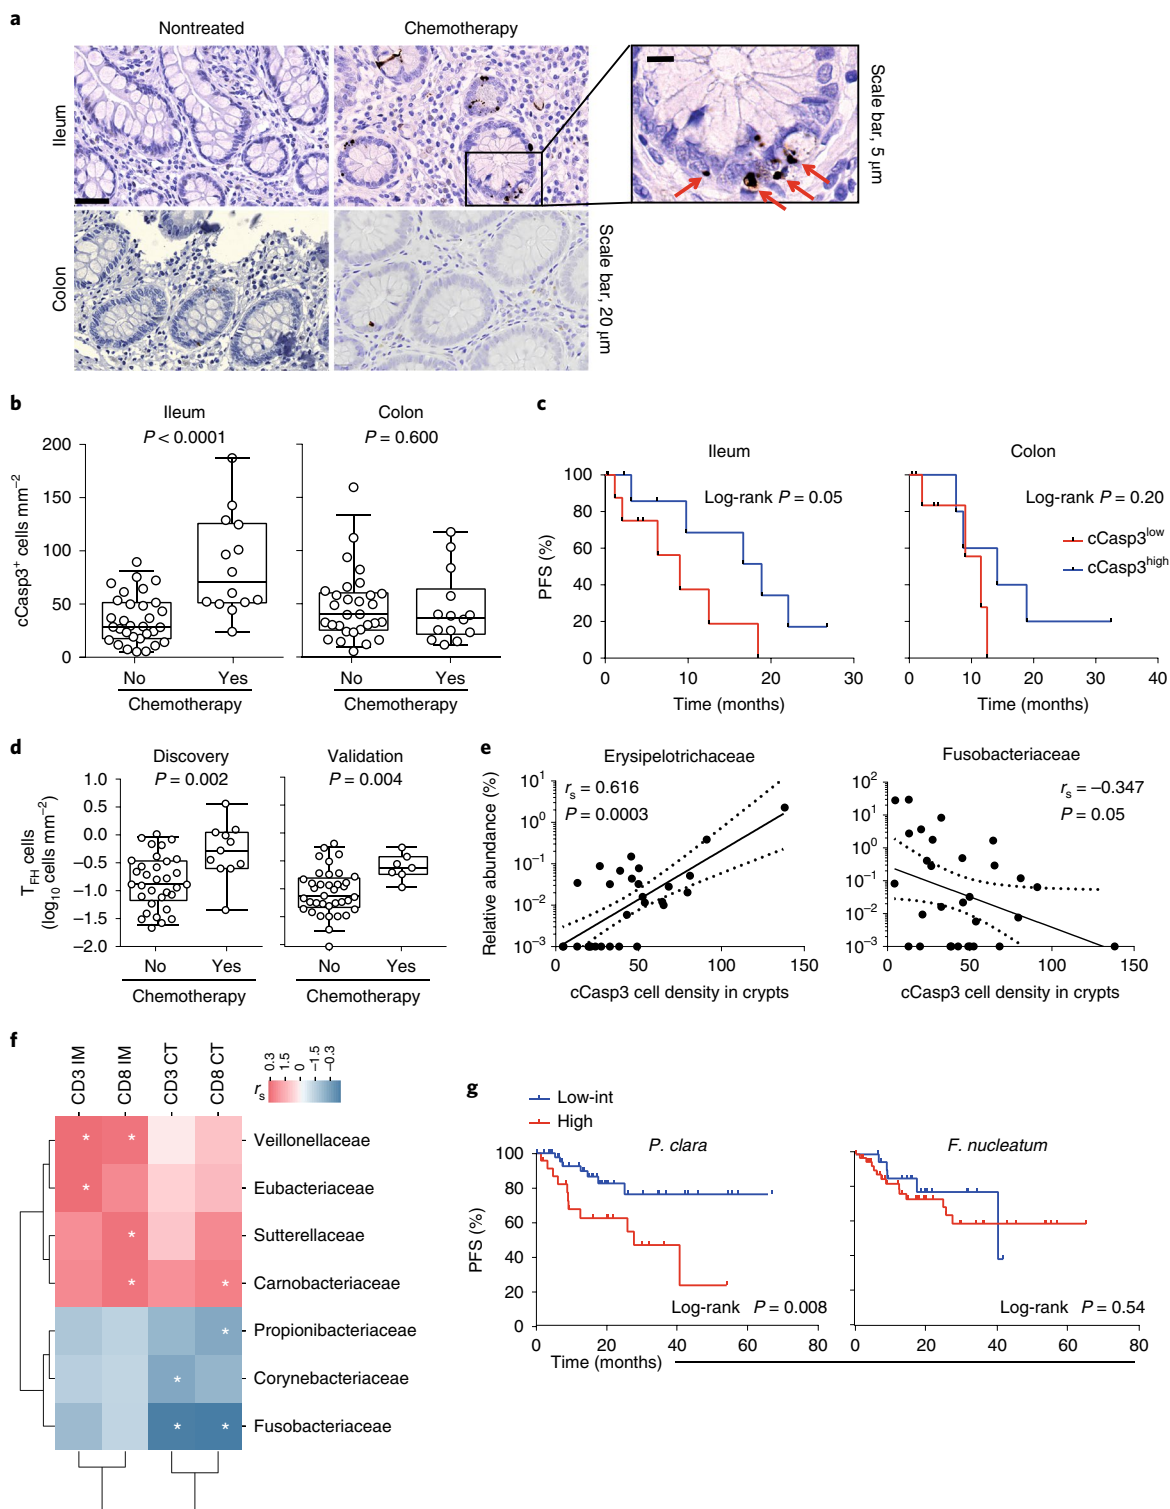 a
Nontreated
Chemotherapy
Ileum
Colon
Scale bar, 5 μm
Scale bar, 20 μm
b
Ileum
P < 0.0001
Colon
P = 0.600
cCasp3+ cells mm−2
200
150
100
50
0
No
Yes
Chemotherapy
No
Yes
Chemotherapy
c
Ileum
Log-rank P = 0.05
PFS (%)
100
80
60
40
20
0
0 10 20 30
Time (months)
Colon
Log-rank P = 0.20
cCasp3low
cCasp3high
0 10 20 30 40
Time (months)
d
Discovery
P = 0.002
Validation
P = 0.004
TFH cells
(log10 cells mm−2)
1.0
0.5
0.0
−0.5
−1.0
−1.5
−2.0
No
Yes
Chemotherapy
No
Yes
Chemotherapy
e
Erysipelotrichaceae
rs = 0.616
P = 0.0003
Relative abundance (%)
101
100
10−1
10−2
10−3
0 50 100 150
cCasp3 cell density in crypts
Fusobacteriaceae
rs = −0.347
P = 0.05
102
101
100
10−1
10−2
10−3
0 50 100 150
cCasp3 cell density in crypts
f
CD3 IM
CD8 IM
CD3 CT
CD8 CT
rs
0.3
1.5
0
−1.5
−0.3
* * Veillonellaceae
* Eubacteriaceae
* Sutterellaceae
* * Carnobacteriaceae
* Propionibacteriaceae
* Corynebacteriaceae
* * Fusobacteriaceae
g
Low-int
High
P. clara
PFS (%)
100
80
60
40
20
0
Log-rank P = 0.008
0 20 40 60 80
F. nucleatum
Log-rank P = 0.54
0 20 40 60 80
Time (months)